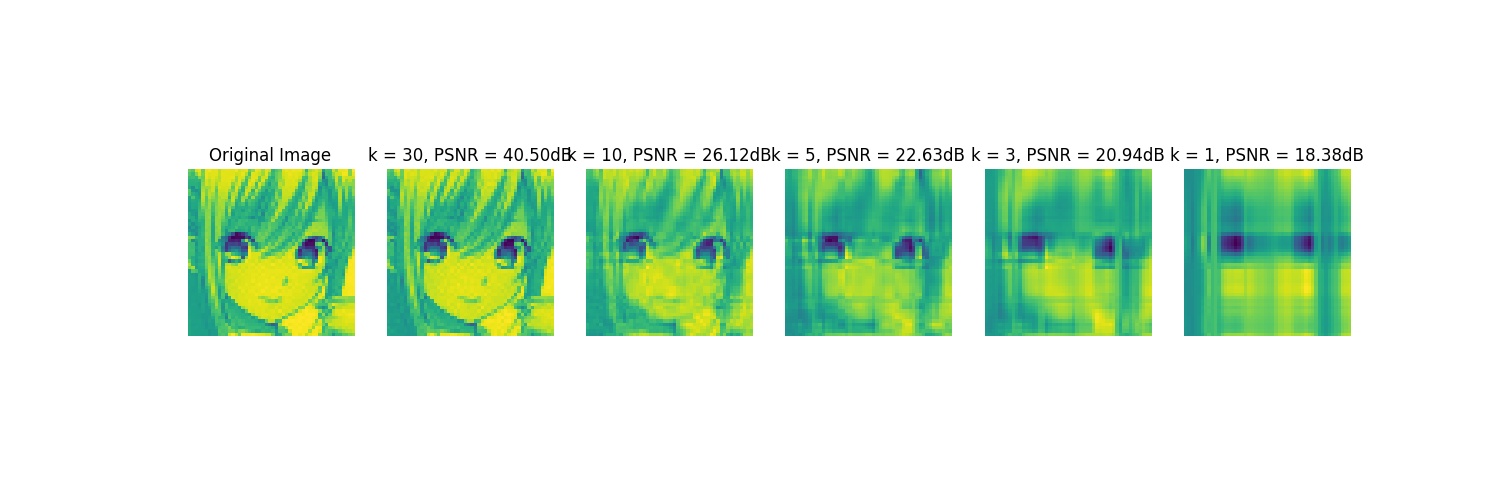 Original Image
k = 30, PSNR = 40.50dB
k = 10, PSNR = 26.12dB
k = 5, PSNR = 22.63dB
k = 3, PSNR = 20.94dB
k = 1, PSNR = 18.38dB